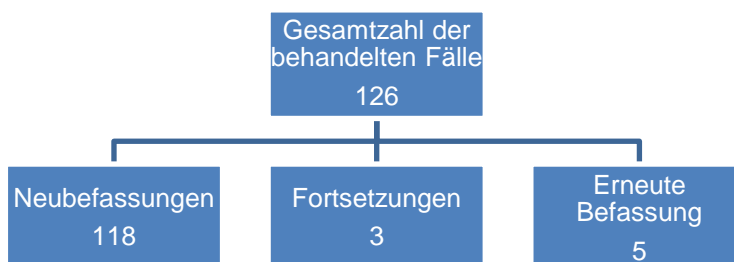 Gesamtzahl der
behandelten Fälle
126
Neubefassungen
118
Fortsetzungen
3
Erneute
Befassung
5